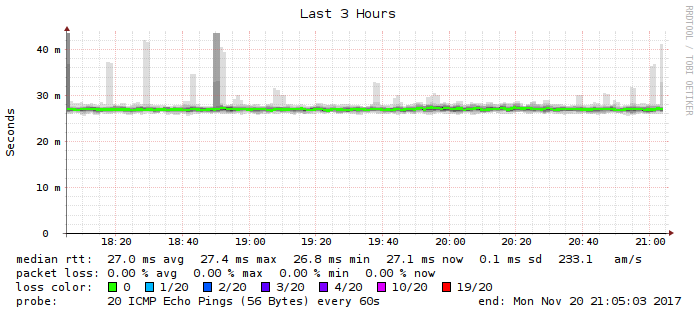 Last 3 Hours
RRDTOOL / TOBI OETIKER
Seconds
40 m
30 m
20 m
10 m
0
18:20 18:40 19:00 19:20 19:40 20:00 20:20 20:40 21:00
median rtt: 27.0 ms avg 27.4 ms max 26.8 ms min 27.1 ms now 0.1 ms sd 233.1 am/s
packet loss: 0.00 % avg 0.00 % max 0.00 % min 0.00 % now
loss color: 0 1/20 2/20 3/20 4/20 10/20 19/20
probe: 20 ICMP Echo Pings (56 Bytes) every 60s end: Mon Nov 20 21:05:03 2017